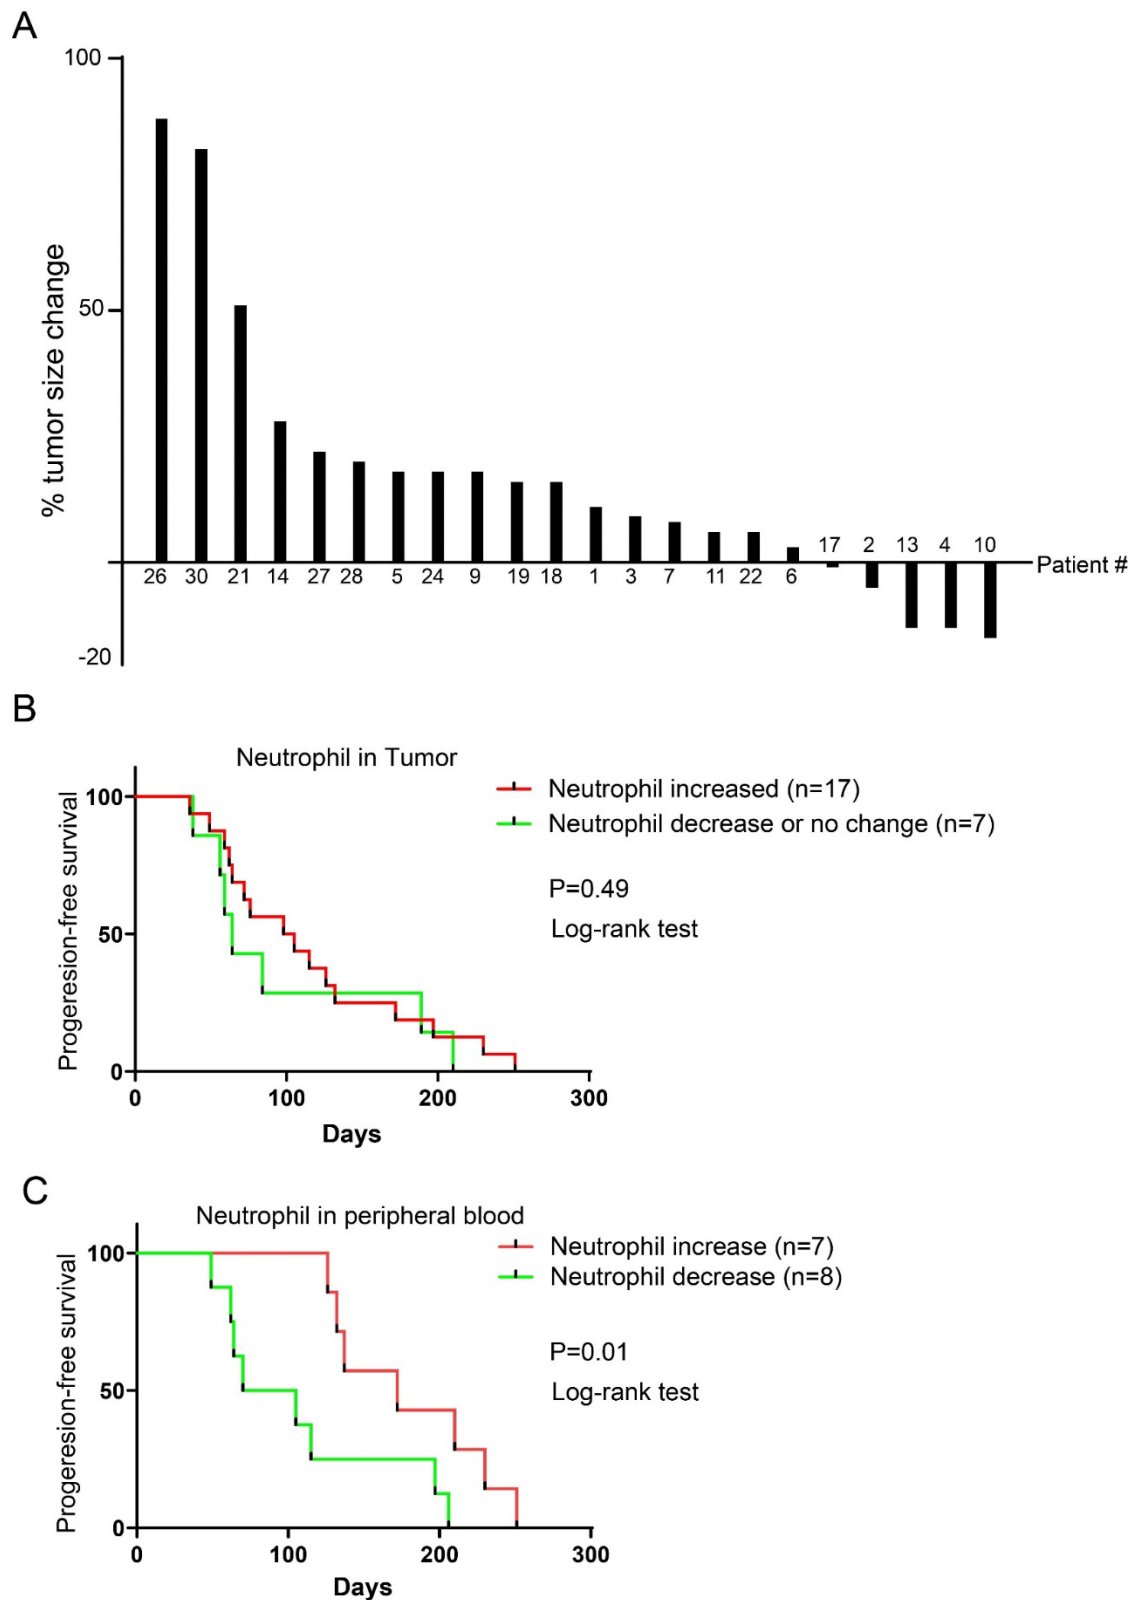 A
100
50
-20
% tumor size change
17 2 13 4 10
26 30 21 14 27 28 5 24 9 19 18 1 3 7 11 22 6
Patient #
B
Neutrophil in Tumor
Neutrophil increased (n=17)
Neutrophil decrease or no change (n=7)
P=0.49
Log-rank test
Progeresion-free survival
100
50
0
0 100 200 300
Days
C
Neutrophil in peripheral blood
Neutrophil increase (n=7)
Neutrophil decrease (n=8)
P=0.01
Log-rank test
Progeresion-free survival
100
50
0
0 100 200 300
Days